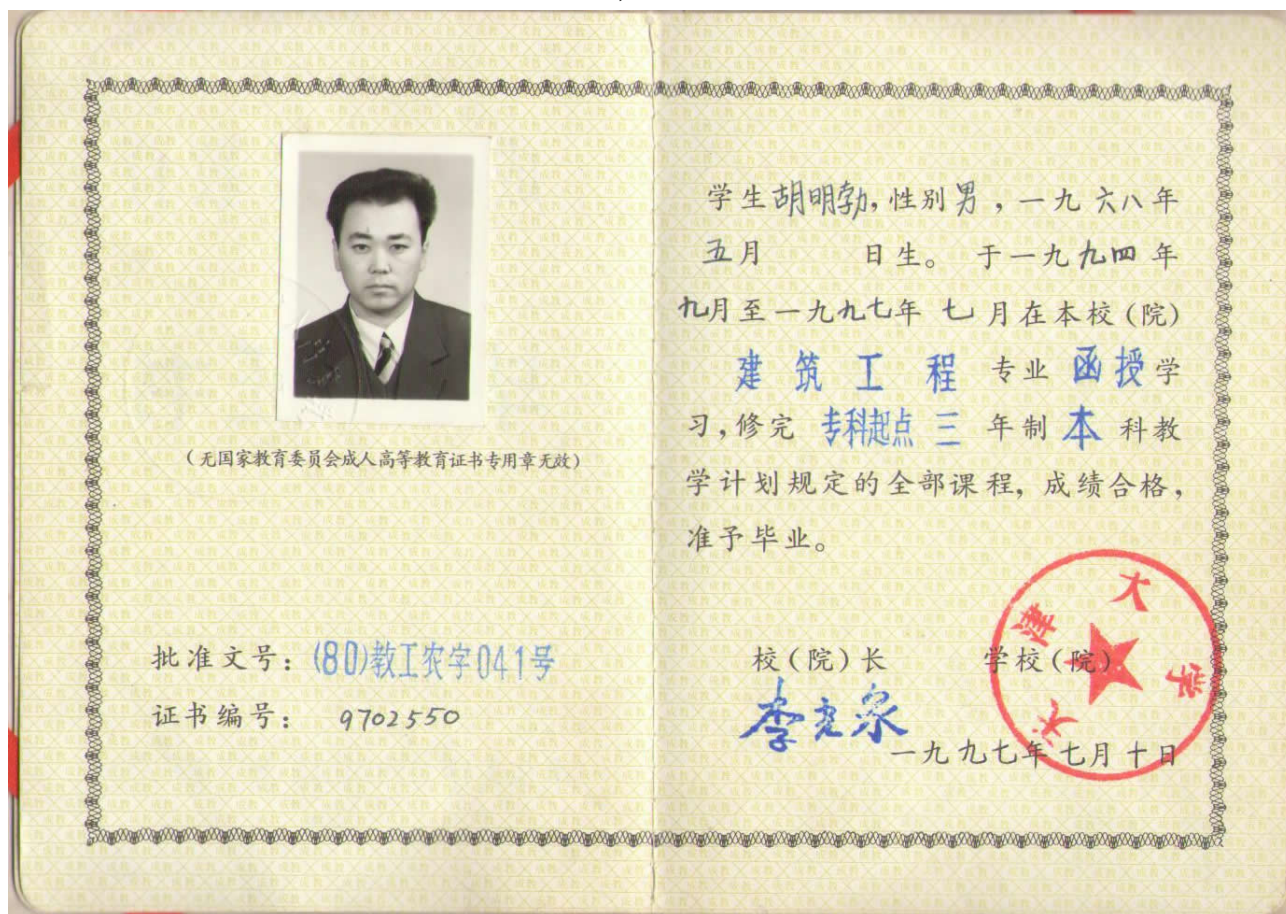 (无国家教育委员会成人高等教育证书专用章无效)
批准文号：(80)教工农字041号
证书编号：9702550
学生胡明勃,性别男,一九六八年
五月 日生。于一九九四年
九月至一九九七年 七 月在本校(院)
建筑工程 专业 函授学
习,修完 专科起点 三 年制 本 科教
学计划规定的全部课程,成绩合格,
准予毕业。
校(院)长 学校(院)
天津大学
一九九七年七月十日